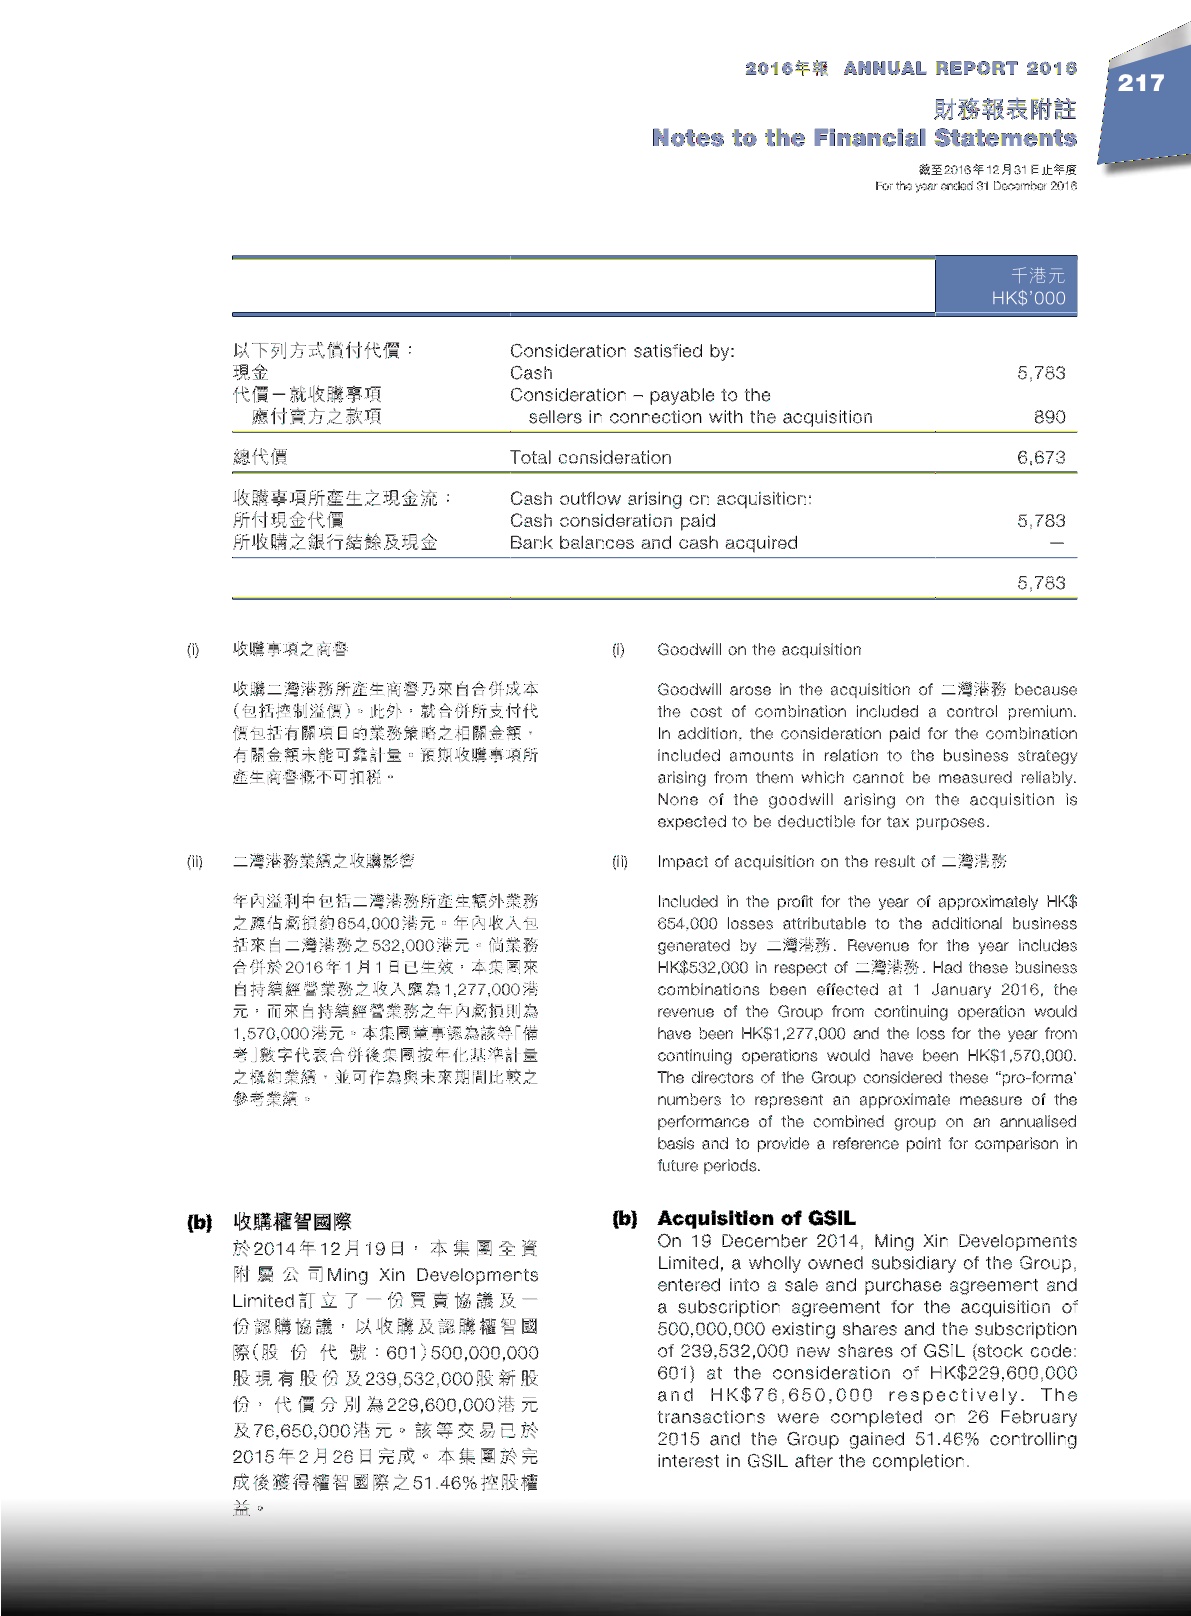 2016年報 ANNUAL REPORT 2016
217
財務報表附註
Notes to the Financial Statements
截至2016年12月31日止年度
For the year ended 31 December 2016
千港元
HK$'000
以下列方式償付代價： Consideration satisfied by:
現金 Cash 5,783
代價－就收購事項 Consideration – payable to the
應付賣方之款項 sellers in connection with the acquisition 890
總代價 Total consideration 6,673
收購事項所產生之現金流： Cash outflow arising on acquisition:
所付現金代價 Cash consideration paid 5,783
所收購之銀行結餘及現金 Bank balances and cash acquired —
5,783
(i) 收購事項之商譽
收購二灣港務所產生商譽乃來自合併成本
(包括控制溢價)。此外，就合併所支付代
價包括有關項目的業務策略之相關金額，
有關金額未能可靠計量。預期收購事項所
產生商譽概不可扣稅。
(ii) 二灣港務業績之收購影響
年內溢利中包括二灣港務所產生額外業務
之應佔虧損約654,000港元。年內收入包
括來自二灣港務之532,000港元。倘業務
合併於2016年1月1日已生效，本集團來
自持續經營業務之收入應為1,277,000港
元，而來自持續經營業務之年內虧損則為
1,570,000港元。本集團董事認為該等「備
考」數字代表合併後集團按年化基準計量
之概約業績，並可作為與未來期間比較之
參考業績。
(b) 收購權智國際
於2014年12月19日，本集團全資
附屬公司Ming Xin Developments
Limited訂立了一份買賣協議及一
份認購協議，以收購及認購權智國
際(股份代號：601)500,000,000
股現有股份及239,532,000股新股
份，代價分別為229,600,000港元
及76,650,000港元。該等交易已於
2015年2月26日完成。本集團於完
成後獲得權智國際之51.46%控股權
益。
(i) Goodwill on the acquisition
Goodwill arose in the acquisition of 二灣港務 because
the cost of combination included a control premium.
In addition, the consideration paid for the combination
included amounts in relation to the business strategy
arising from them which cannot be measured reliably.
None of the goodwill arising on the acquisition is
expected to be deductible for tax purposes.
(ii) Impact of acquisition on the result of 二灣港務
Included in the profit for the year of approximately HK$
654,000 losses attributable to the additional business
generated by 二灣港務. Revenue for the year includes
HK$532,000 in respect of 二灣港務. Had these business
combinations been effected at 1 January 2016, the
revenue of the Group from continuing operation would
have been HK$1,277,000 and the loss for the year from
continuing operations would have been HK$1,570,000.
The directors of the Group considered these "pro-forma'
numbers to represent an approximate measure of the
performance of the combined group on an annualised
basis and to provide a reference point for comparison in
future periods.
(b) Acquisition of GSIL
On 19 December 2014, Ming Xin Developments
Limited, a wholly owned subsidiary of the Group,
entered into a sale and purchase agreement and
a subscription agreement for the acquisition of
500,000,000 existing shares and the subscription
of 239,532,000 new shares of GSIL (stock code:
601) at the consideration of HK$229,600,000
and HK$76,650,000 respectively. The
transactions were completed on 26 February
2015 and the Group gained 51.46% controlling
interest in GSIL after the completion.